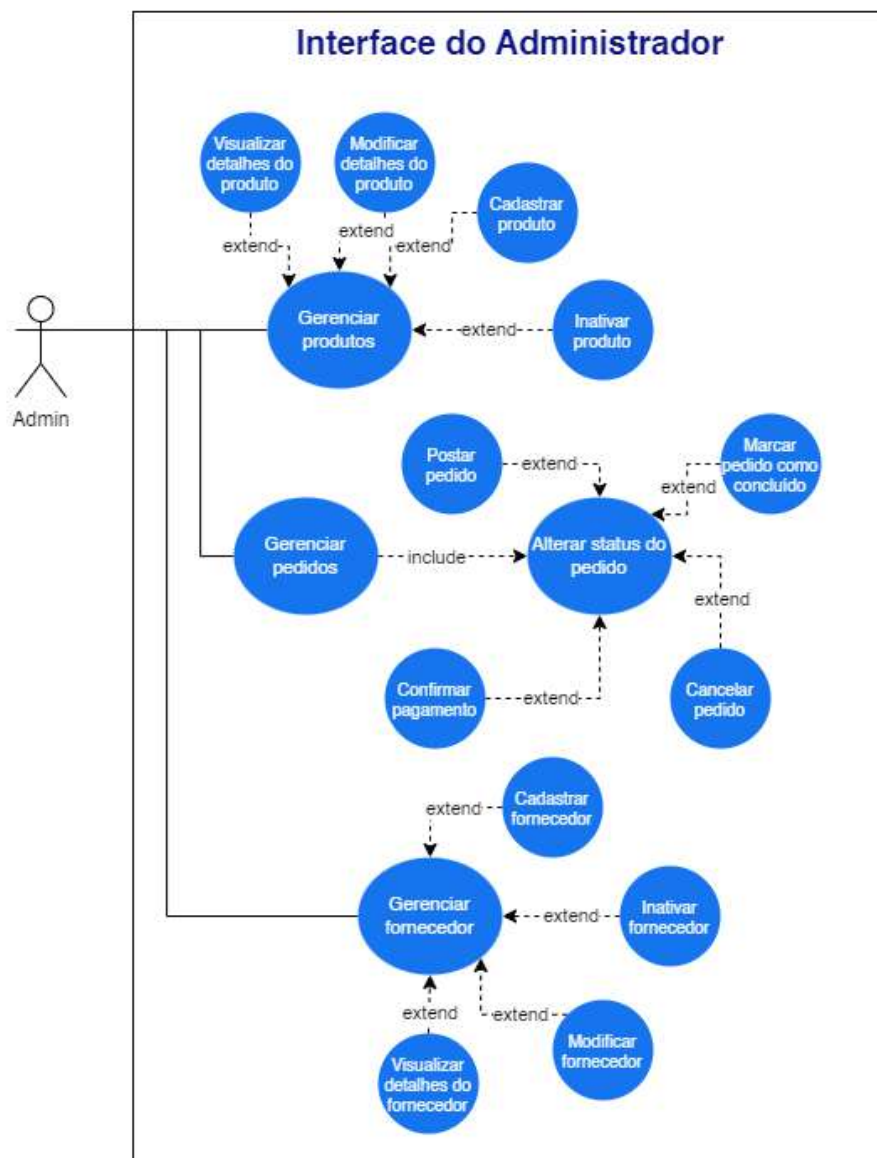 Interface do Administrador
Visualizar
detalhes do
produto
Modificar
detalhes do
produto
Cadastrar
produto
extend
extend
extend
Gerenciar
produtos
extend
Inativar
produto
Admin
Postar
pedido
extend
Marcar
pedido como
concluído
extend
Gerenciar
pedidos
include
Alterar status do
pedido
extend
Confirmar
pagamento
extend
Cancelar
pedido
extend
Cadastrar
fornecedor
Gerenciar
fornecedor
extend
Inativar
fornecedor
extend
extend
Modificar
fornecedor
Visualizar
detalhes do
fornecedor